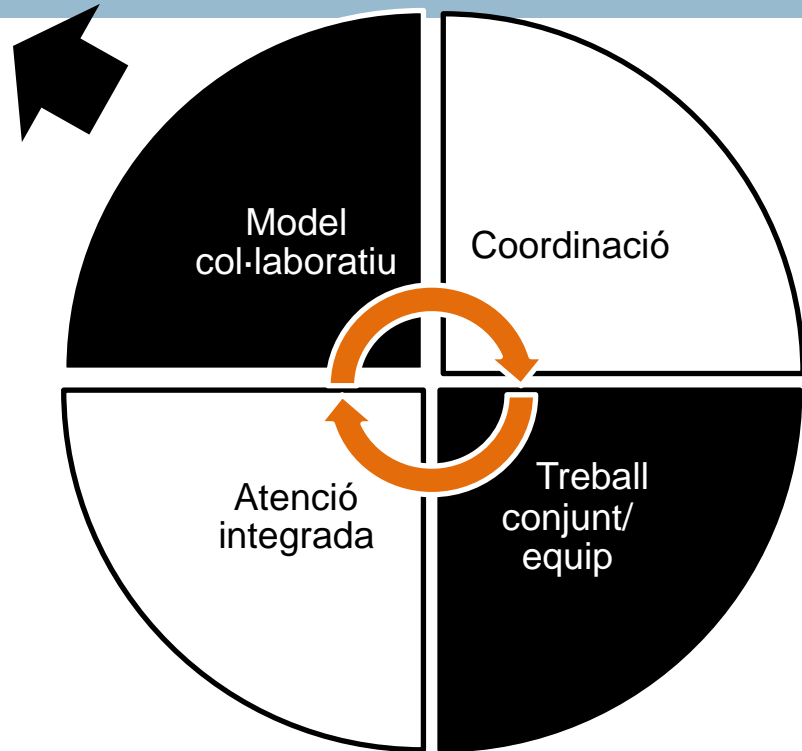 Model
col·laboratiu
Coordinació
Atenció
integrada
Treball
conjunt/
equip